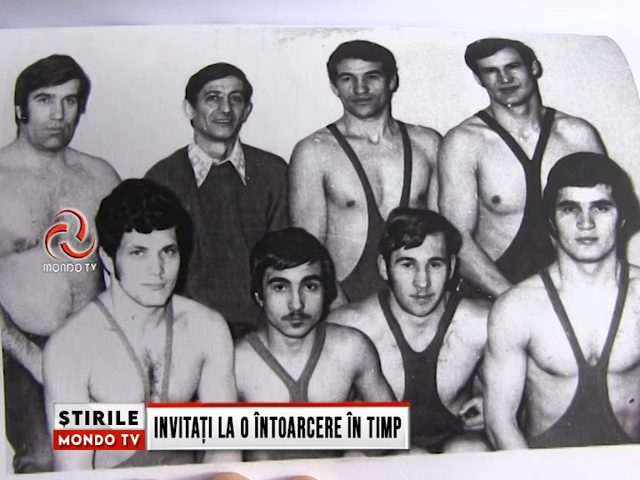 MONDO TV
ȘTIRILE
MONDO TV
INVITAȚI LA O ÎNTOARCERE ÎN TIMP